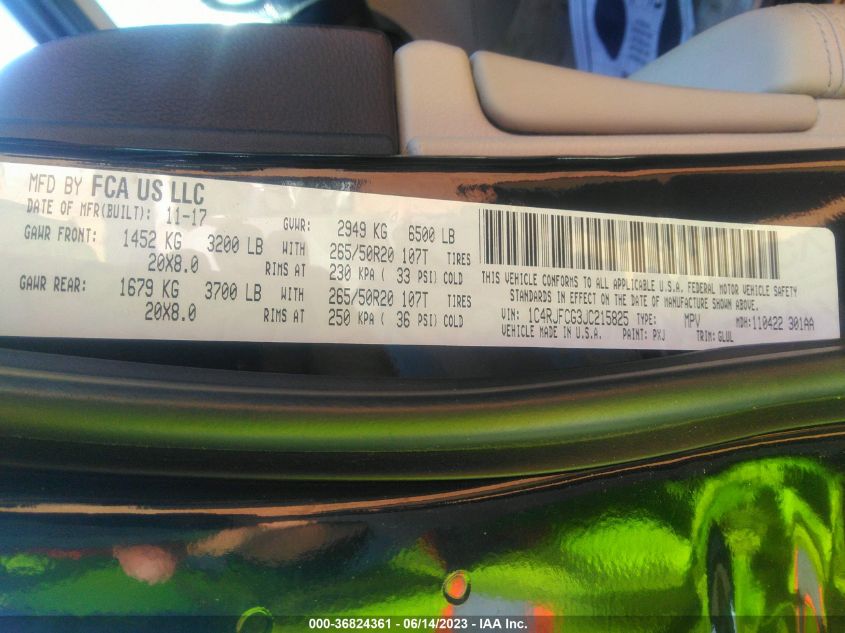 MFD BY FCA US LLC
DATE OF MFR(BUILT): 11-17 GVWR: 2949 KG 6500 LB
GAWR FRONT: 1452 KG 3200 LB WITH 265/50R20 107T TIRES
20X8.0 RIMS AT 230 KPA ( 33 PSI) COLD
GAWR REAR: 1679 KG 3700 LB WITH 265/50R20 107T TIRES
20X8.0 RIMS AT 250 KPA ( 36 PSI) COLD
THIS VEHICLE CONFORMS TO ALL APPLICABLE U.S.A. FEDERAL MOTOR VEHICLE SAFETY
STANDARDS IN EFFECT ON THE DATE OF MANUFACTURE SHOWN ABOVE.
VIN: 1C4RJFCG3JC215825 TYPE: MPV MDH: 110422 301AA
VEHICLE MADE IN U.S.A. PAINT: PXJ TRIM: GLUL
000-36824361 - 06/14/2023 - IAA Inc.